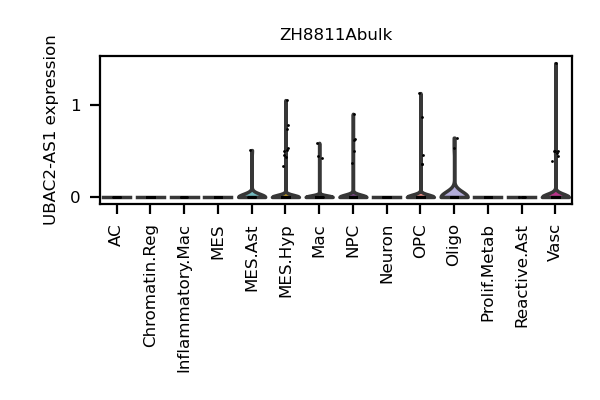 ZH8811Abulk
UBAC2-AS1 expression
1
0
AC
Chromatin.Reg
Inflammatory.Mac
MES
MES.Ast
MES.Hyp
Mac
NPC
Neuron
OPC
Oligo
Prolif.Metab
Reactive.Ast
Vasc